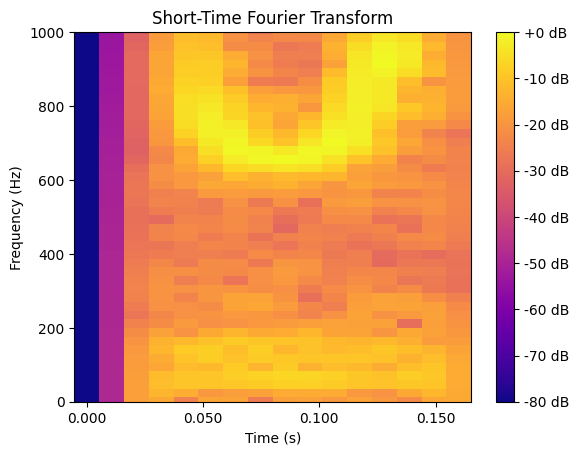 Short-Time Fourier Transform
1000
800
600
400
200
0
Frequency (Hz)
0.000
0.050
0.100
0.150
Time (s)
+0 dB
-10 dB
-20 dB
-30 dB
-40 dB
-50 dB
-60 dB
-70 dB
-80 dB